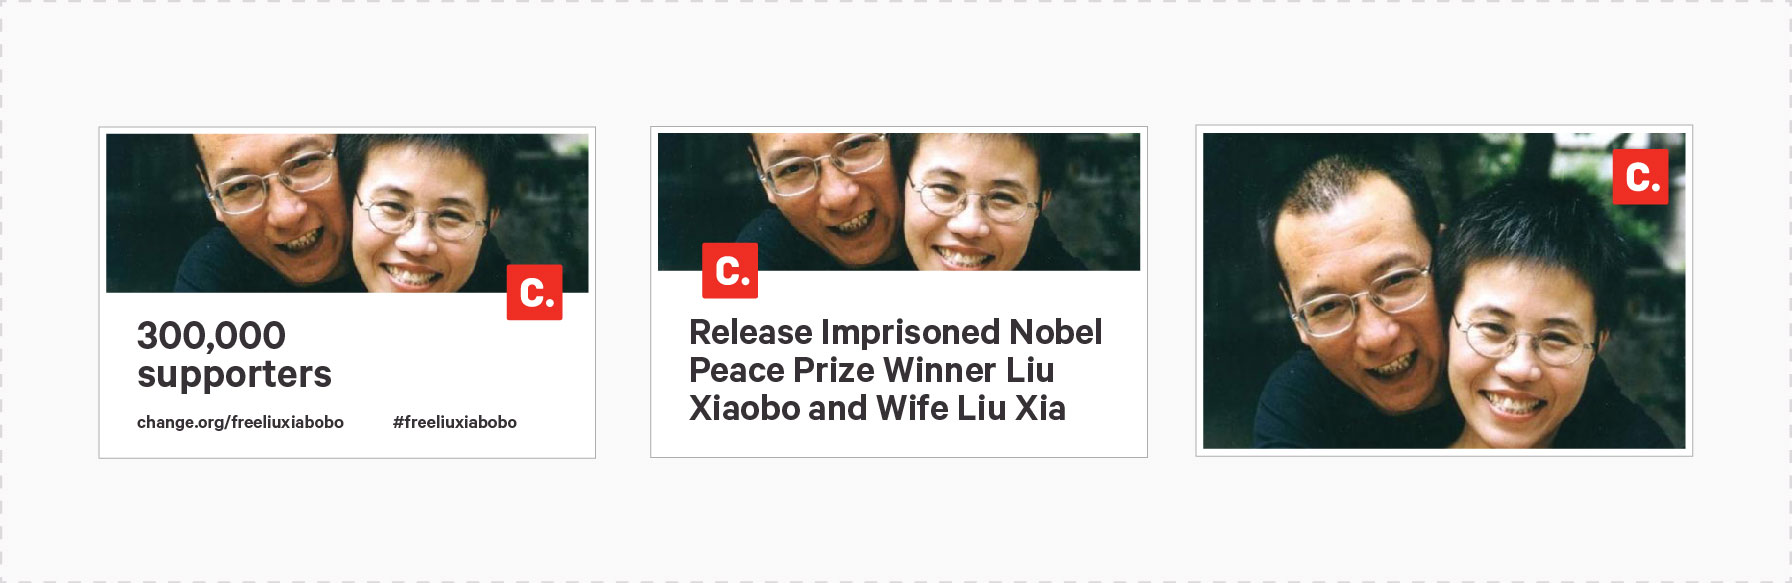 C.
300,000
supporters
change.org/freeliuxiabobo
#freeliuxiabobo
C.
Release Imprisoned Nobel
Peace Prize Winner Liu
Xiaobo and Wife Liu Xia
C.